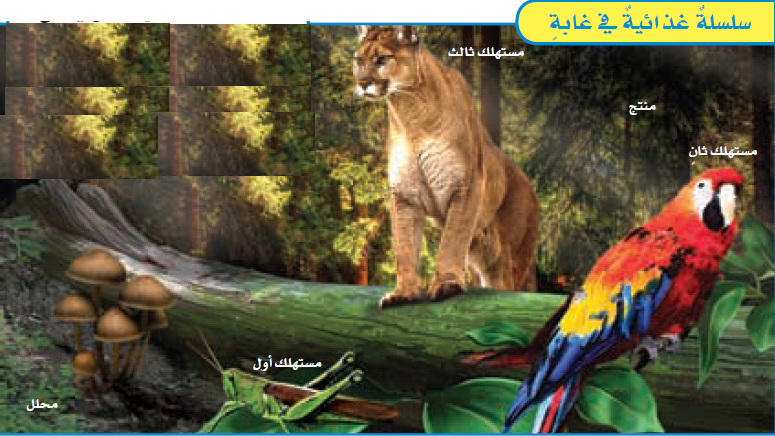 سلسلةٌ غذائيةٌ في غابةٍ
مستهلك ثالث
منتج
مستهلك ثان
مستهلك أول
محلل